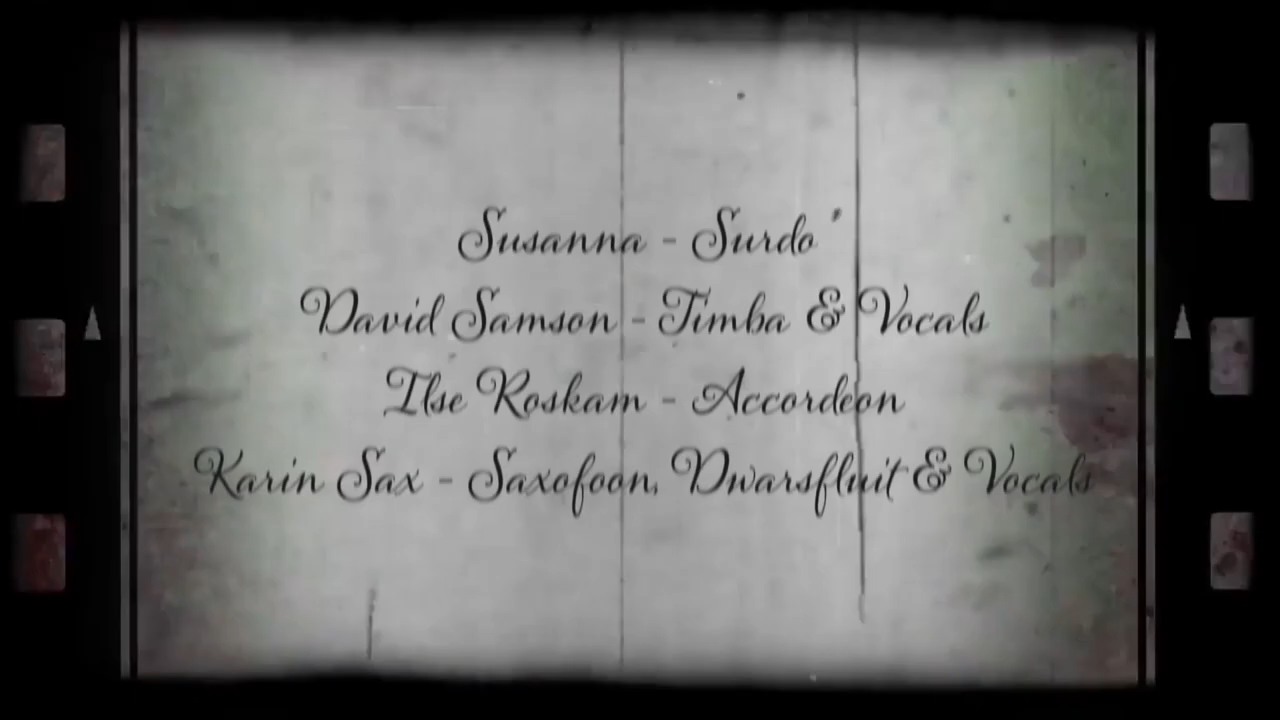 Susanna - Surdo
David Samson - Timba & Vocals
Ilse Roskam - Accordeon
Karin Sax - Saxofoon, Dwarsfluit & Vocals